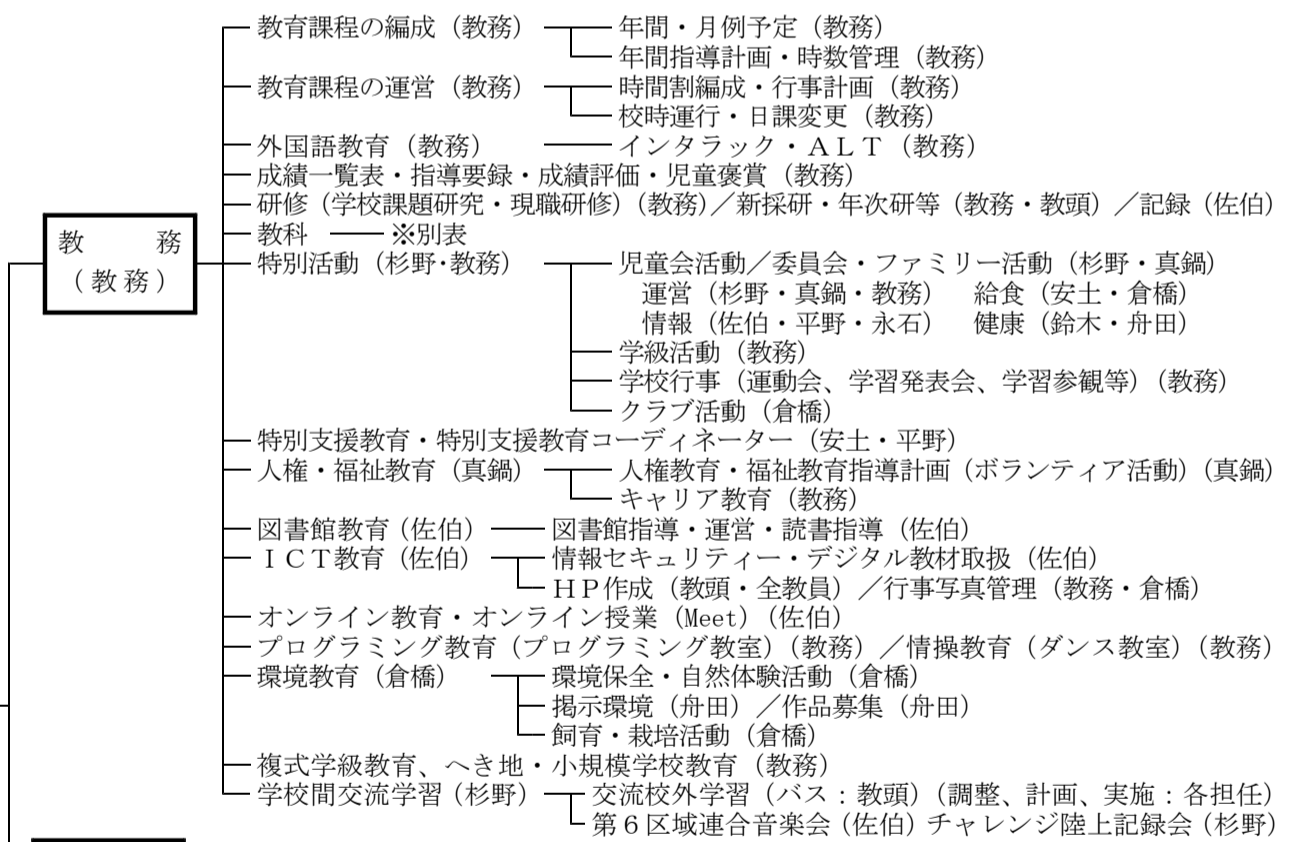 教育課程の編成（教務） 年間・月例予定（教務）
年間指導計画・時数管理（教務）
教育課程の運営（教務） 時間割編成・行事計画（教務）
校時運行・日課変更（教務）
外国語教育（教務） インタラック・ＡＬＴ（教務）
成績一覧表・指導要録・成績評価・児童褒賞（教務）
研修（学校課題研究・現職研修）（教務）／新採研・年次研等（教務・教頭）／記録（佐伯）
教務
（教務）
教科 ※別表
特別活動（杉野・教務） 児童会活動／委員会・ファミリー活動（杉野・真鍋）
運営（杉野・真鍋・教務） 給食（安土・倉橋）
情報（佐伯・平野・永石） 健康（鈴木・舟田）
学級活動（教務）
学校行事（運動会、学習発表会、学習参観等）（教務）
クラブ活動（倉橋）
特別支援教育・特別支援教育コーディネーター（安土・平野）
人権・福祉教育（真鍋） 人権教育・福祉教育指導計画（ボランティア活動）（真鍋）
キャリア教育（教務）
図書館教育（佐伯） 図書館指導・運営・読書指導（佐伯）
ＩＣＴ教育（佐伯） 情報セキュリティー・デジタル教材取扱（佐伯）
ＨＰ作成（教頭・全教員）／行事写真管理（教務・倉橋）
オンライン教育・オンライン授業（Meet）（佐伯）
プログラミング教育（プログラミング教室）（教務）／情操教育（ダンス教室）（教務）
環境教育（倉橋） 環境保全・自然体験活動（倉橋）
掲示環境（舟田）／作品募集（舟田）
飼育・栽培活動（倉橋）
複式学級教育、へき地・小規模学校教育（教務）
学校間交流学習（杉野） 交流校外学習（バス：教頭）（調整、計画、実施：各担任）
第６区域連合音楽会（佐伯）チャレンジ陸上記録会（杉野）